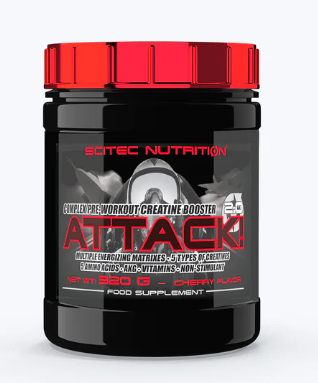 SCITEC NUTRITION
COMPLEX PRE-WORKOUT CREATINE BOOSTER 2.0
ATTACK!
MULTIPLE ENERGIZING MATRIXES - 5 TYPES OF CREATINE
5 AMINO ACIDS - AKG - VITAMINS - NON-STIMULANT
NET WT. 320 G - CHERRY FLAVOR
FOOD SUPPLEMENT